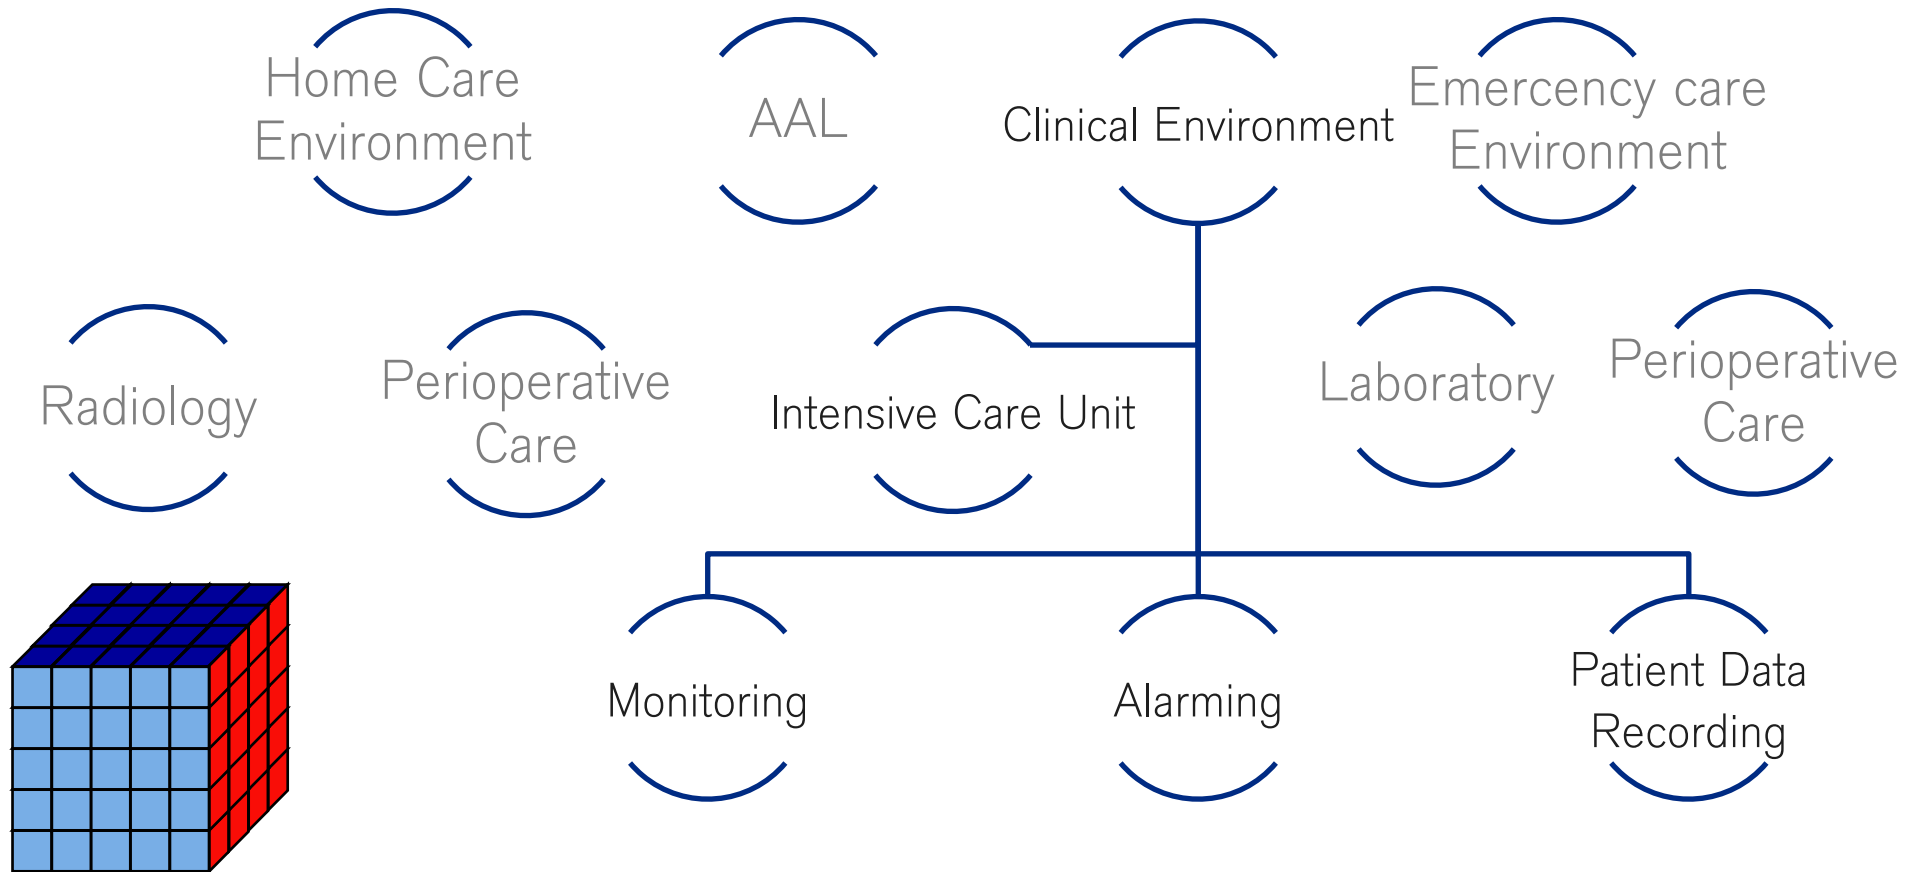 Home Care
Environment
AAL
Clinical Environment
Emercency care
Environment
Radiology
Perioperative
Care
Intensive Care Unit
Laboratory
Perioperative
Care
Monitoring
Alarming
Patient Data
Recording